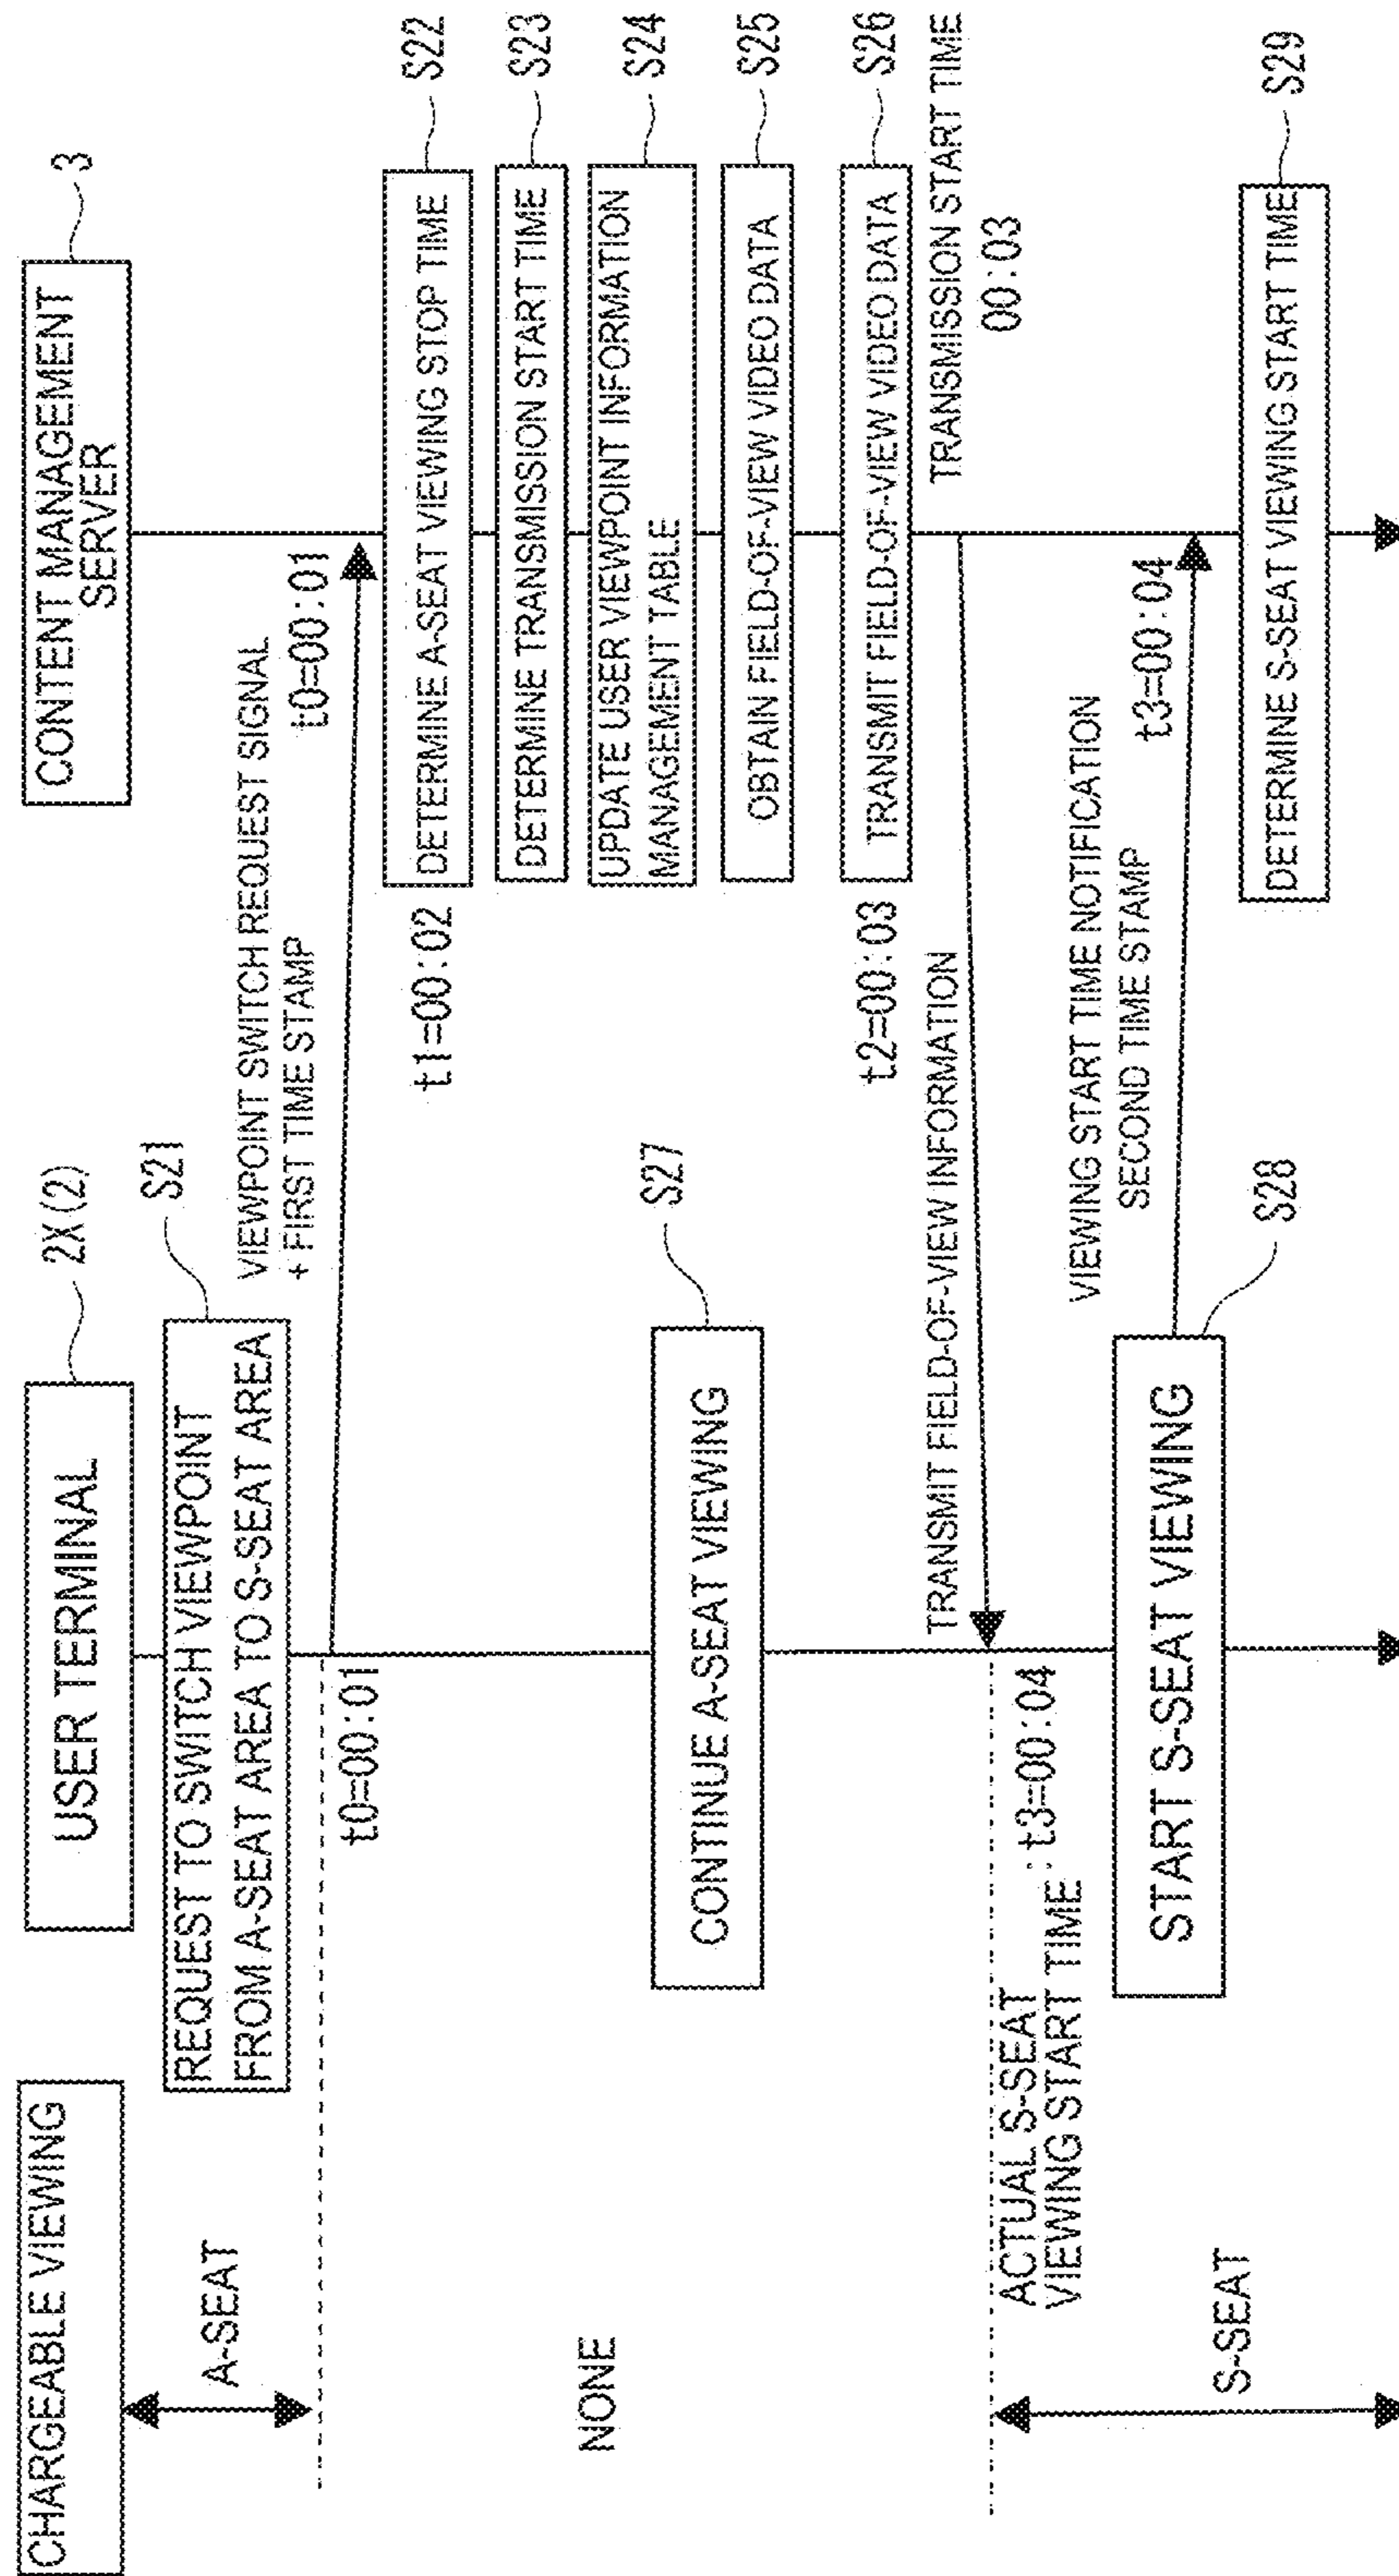 CHARGEABLE VIEWING
USER TERMINAL
2X (2)
CONTENT MANAGEMENT
SERVER
3
A-SEAT
REQUEST TO SWITCH VIEWPOINT
FROM A-SEAT AREA TO S-SEAT AREA
S21
t0=00:01
VIEWPOINT SWITCH REQUEST SIGNAL
+ FIRST TIME STAMP
t0=00:01
t1=00:02
DETERMINE A-SEAT VIEWING STOP TIME
S22
DETERMINE TRANSMISSION START TIME
S23
UPDATE USER VIEWPOINT INFORMATION
MANAGEMENT TABLE
S24
NONE
CONTINUE A-SEAT VIEWING
S27
OBTAIN FIELD-OF-VIEW VIDEO DATA
S25
t2=00:03
TRANSMIT FIELD-OF-VIEW VIDEO DATA
S26
TRANSMIT FIELD-OF-VIEW INFORMATION
TRANSMISSION START TIME
00:03
ACTUAL S-SEAT
VIEWING START TIME : t3=00:04
VIEWING START TIME NOTIFICATION
SECOND TIME STAMP
t3=00:04
S-SEAT
START S-SEAT VIEWING
S28
DETERMINE S-SEAT VIEWING START TIME
S29